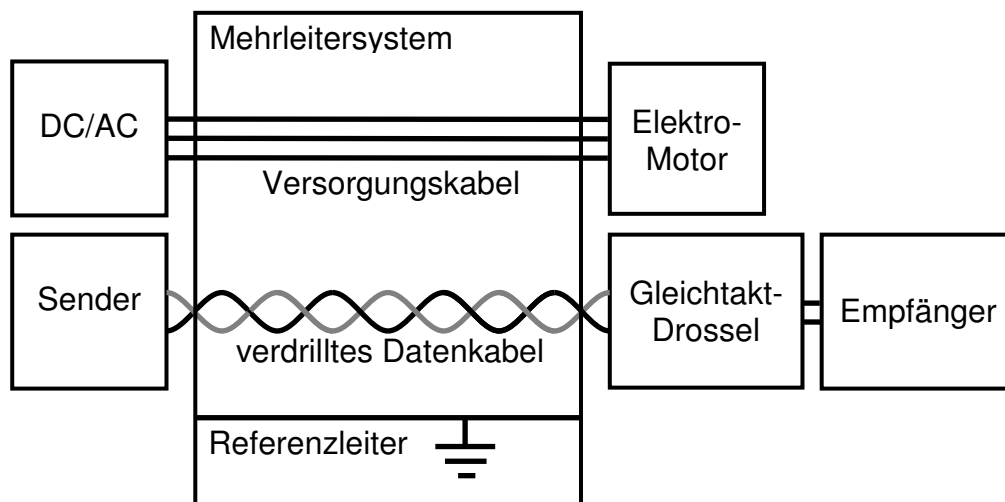 Mehrleitersystem
DC/AC
Elektro-
Motor
Versorgungskabel
Sender
Gleichtakt-
Drossel
Empfänger
verdrilltes Datenkabel
Referenzleiter